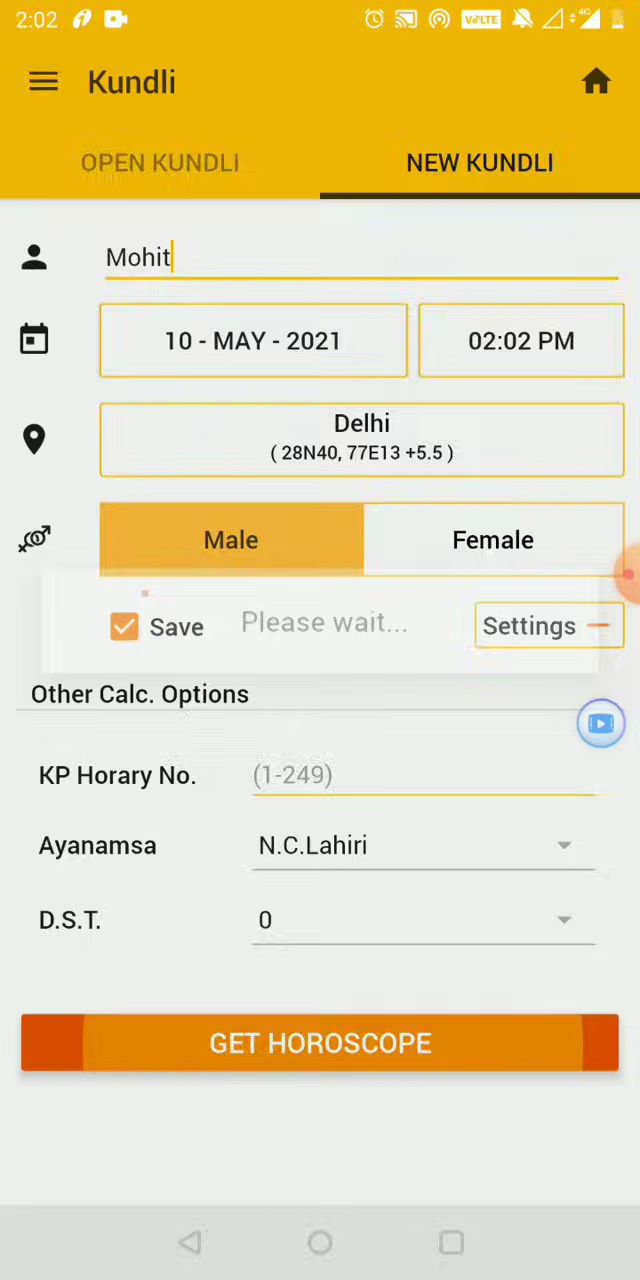 2:02 VoLTE 4G
Kundli
OPEN KUNDLI NEW KUNDLI
Mohit
10 - MAY - 2021 02:02 PM
Delhi
( 28N40, 77E13 +5.5 )
Male Female
Save Please wait... Settings
Other Calc. Options
KP Horary No. (1-249)
Ayanamsa N.C.Lahiri
D.S.T. 0
GET HOROSCOPE